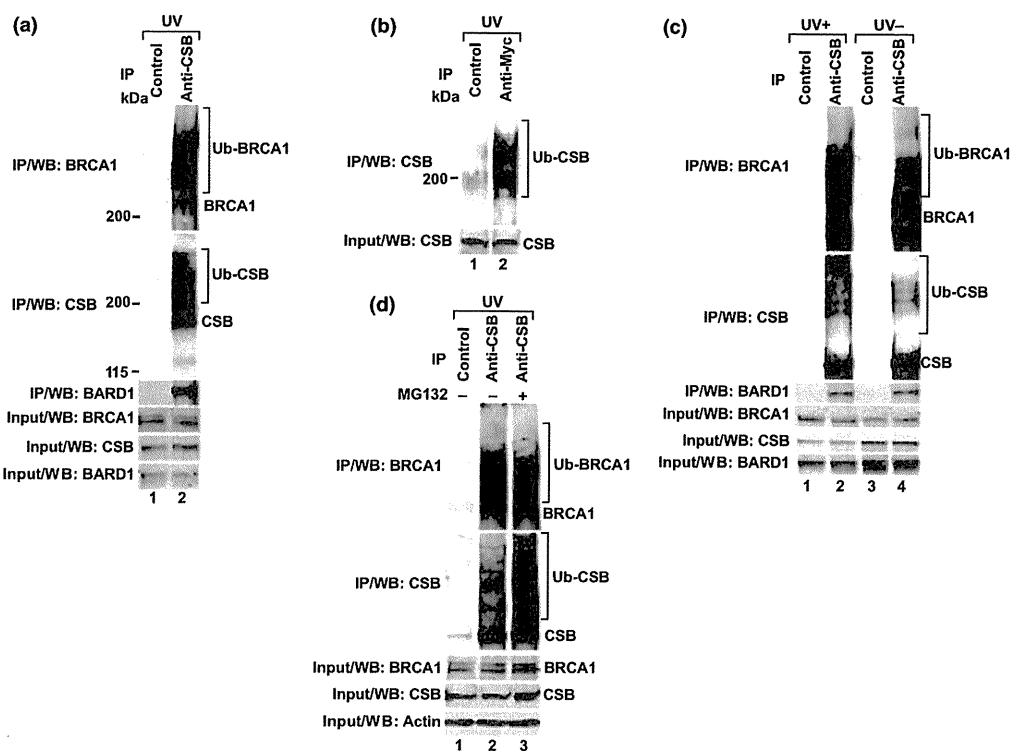 (a)
UV
IP
Control
Anti-CSB
kDa
IP/WB: BRCA1
Ub-BRCA1
BRCA1
200
Ub-CSB
IP/WB: CSB
200
CSB
115
IP/WB: BARD1
Input/WB: BRCA1
Input/WB: CSB
Input/WB: BARD1
1 2
(b)
UV
IP
Control
Anti-Myc
kDa
IP/WB: CSB
Ub-CSB
200
Input/WB: CSB
CSB
1 2
(c)
UV+ UV–
IP
Control
Anti-CSB
Control
Anti-CSB
IP/WB: BRCA1
Ub-BRCA1
BRCA1
Ub-CSB
IP/WB: CSB
CSB
IP/WB: BARD1
Input/WB: BRCA1
Input/WB: CSB
Input/WB: BARD1
1 2 3 4
(d)
UV
IP
Control
Anti-CSB
Anti-CSB
MG132 – – +
IP/WB: BRCA1
Ub-BRCA1
BRCA1
IP/WB: CSB
Ub-CSB
CSB
Input/WB: BRCA1 BRCA1
Input/WB: CSB CSB
Input/WB: Actin
1 2 3